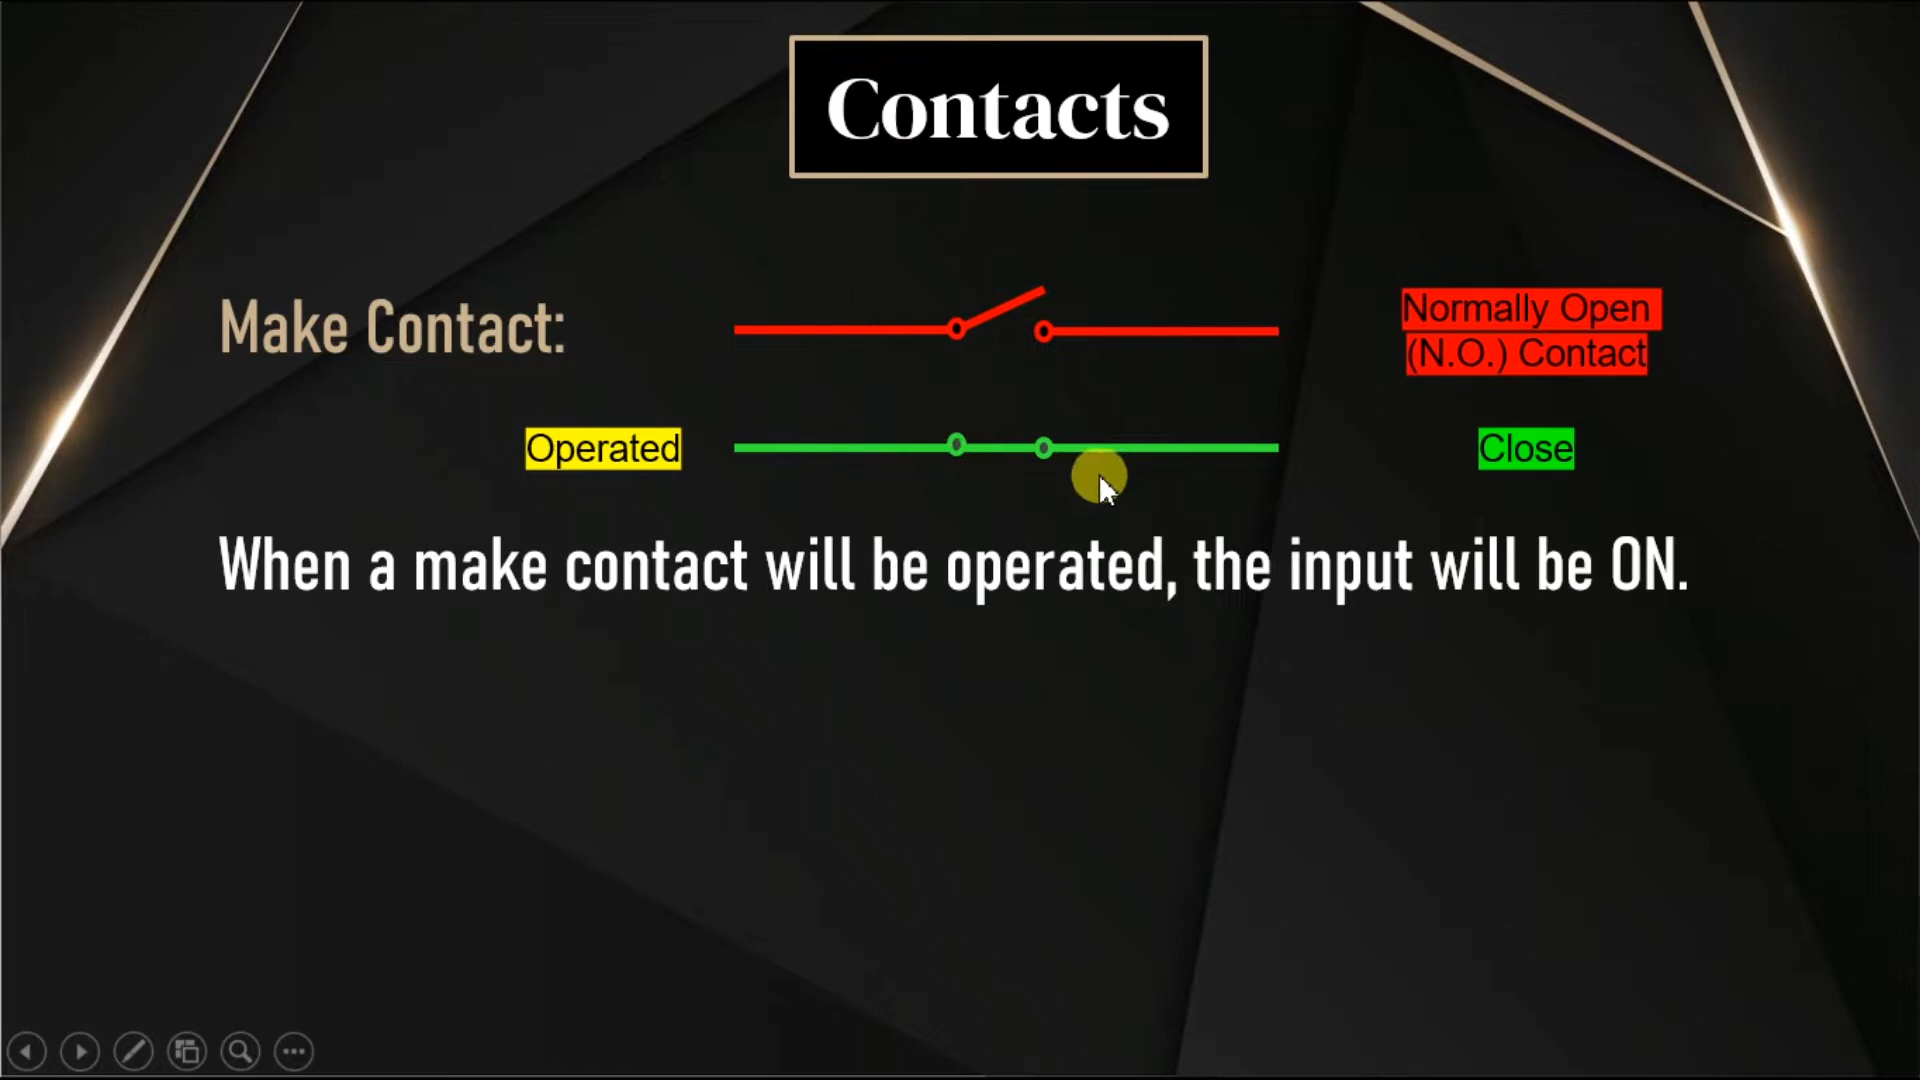 Contacts
Make Contact:
Normally Open
(N.O.) Contact
Operated
Close
When a make contact will be operated, the input will be ON.